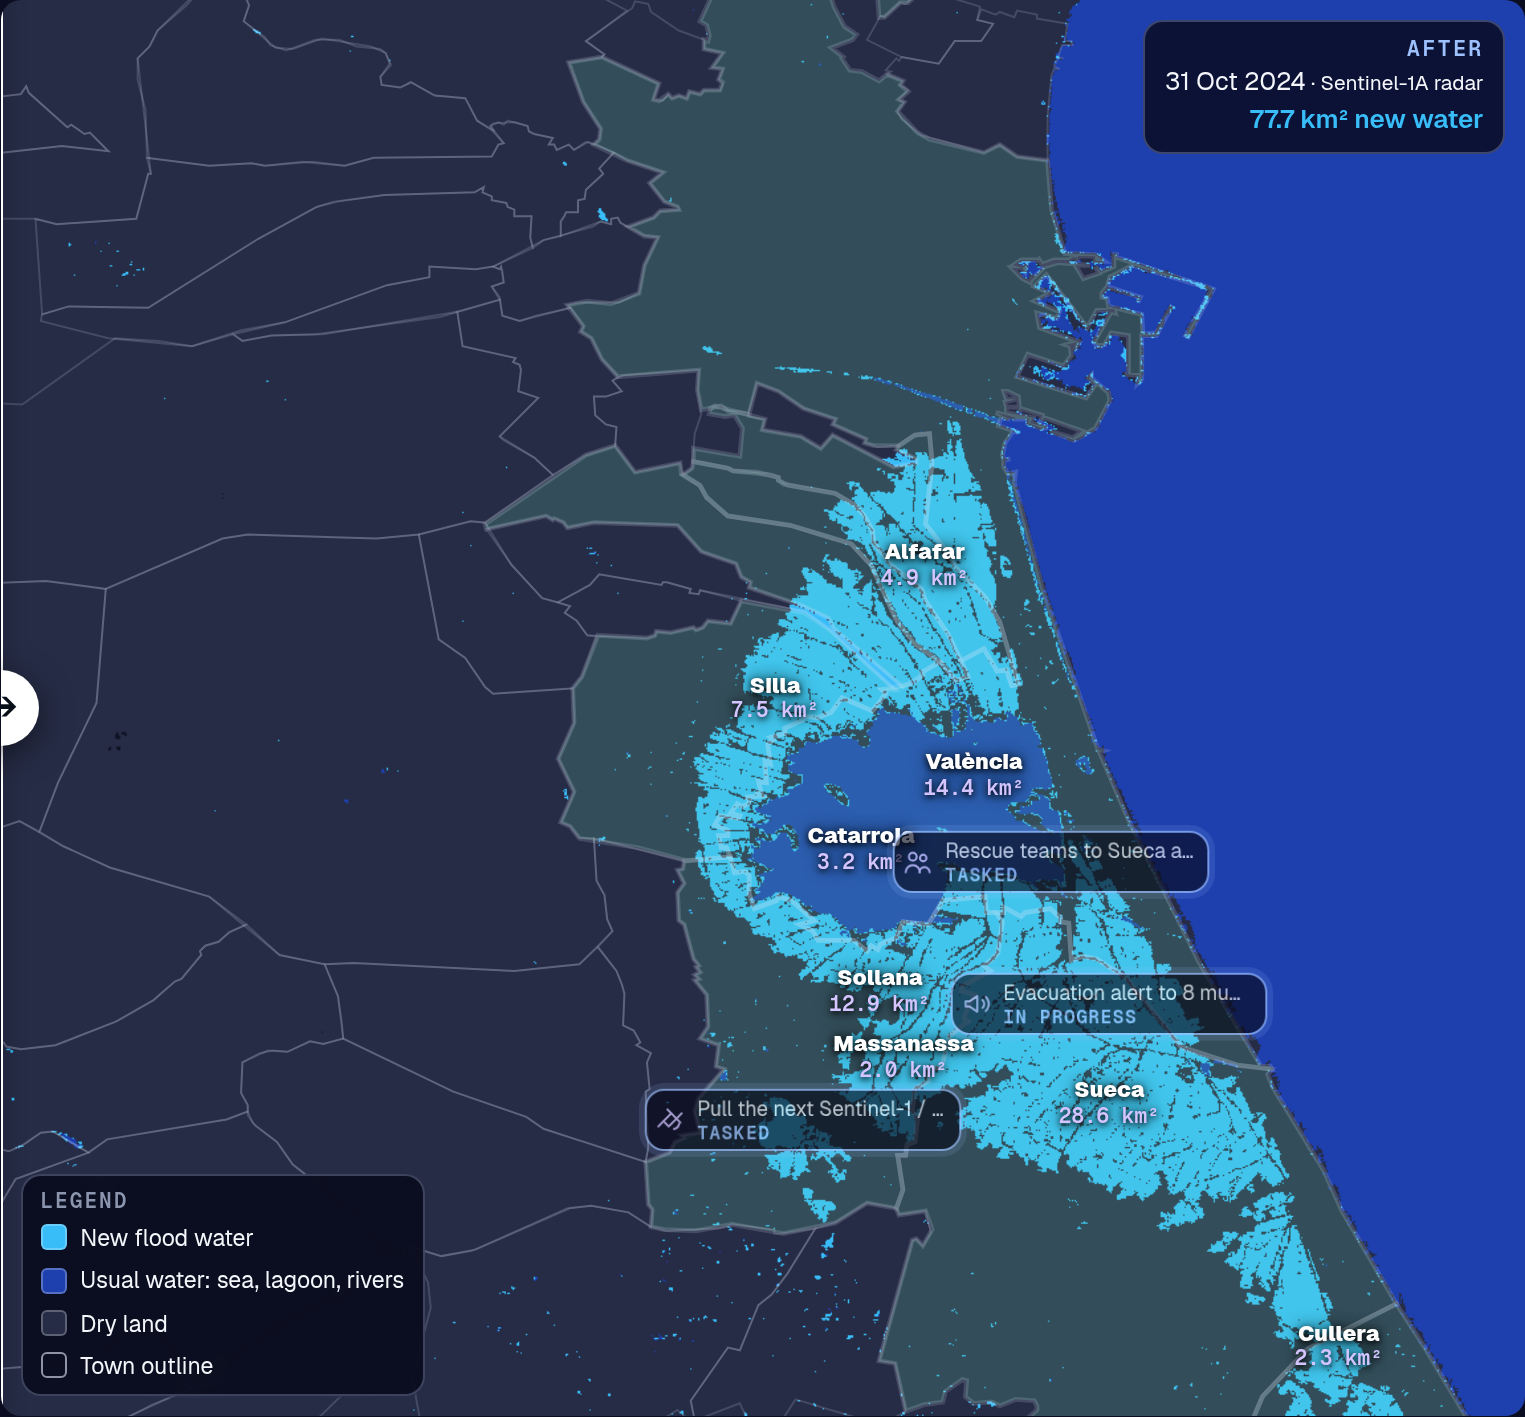 AFTER
31 Oct 2024 · Sentinel-1A radar
77.7 km² new water
Alfafar
4.9 km²
Silla
7.5 km²
València
14.4 km²
Catarroja
3.2 km²
Rescue teams to Sueca a...
TASKED
Sollana
12.9 km²
Evacuation alert to 8 mu...
IN PROGRESS
Massanassa
2.0 km²
Sueca
28.6 km²
Pull the next Sentinel-1 / ...
TASKED
Cullera
2.3 km²
LEGEND
New flood water
Usual water: sea, lagoon, rivers
Dry land
Town outline